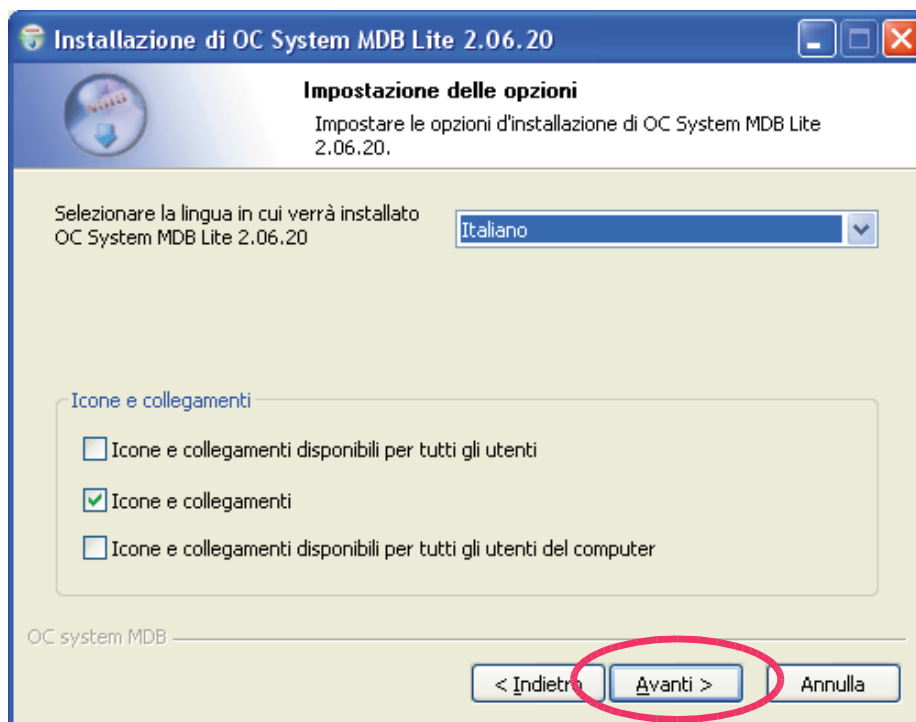 Installazione di OC System MDB Lite 2.06.20
Impostazione delle opzioni
Impostare le opzioni d'installazione di OC System MDB Lite
2.06.20.
Selezionare la lingua in cui verrà installato
OC System MDB Lite 2.06.20
Italiano
Icone e collegamenti
Icone e collegamenti disponibili per tutti gli utenti
Icone e collegamenti
Icone e collegamenti disponibili per tutti gli utenti del computer
OC system MDB
< Indietro
Avanti >
Annulla